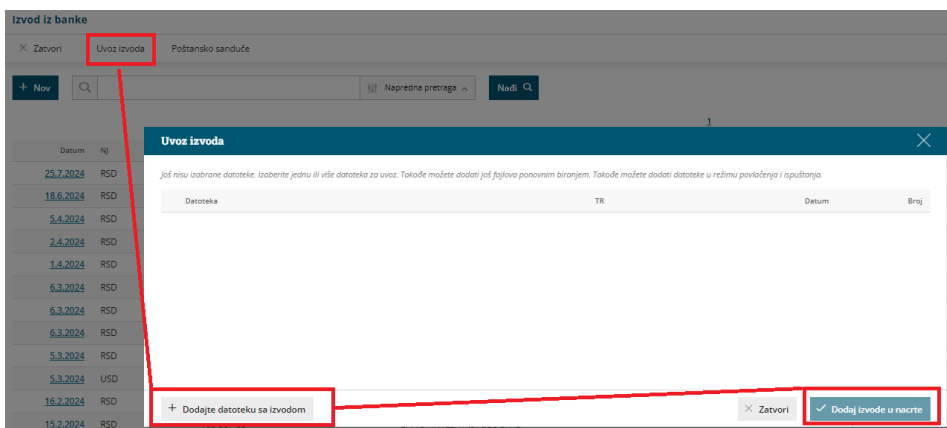 Izvod iz banke
Zatvori Uvoz izvoda Poštansko sanduče
+ Nov Napredna pretraga Nađi
1
Uvoz izvoda
Datum NJ
Još nisu izabrane datoteke. Izaberite jednu ili više datoteka za uvoz. Takođe možete dodati još fajlova ponovnim biranjem. Takođe možete dodati datoteke u režimu povlačenja i ispuštanja.
25.7.2024 RSD
18.6.2024 RSD
Datoteka TR Datum Broj
5.4.2024 RSD
2.4.2024 RSD
1.4.2024 RSD
6.3.2024 RSD
6.3.2024 RSD
6.3.2024 RSD
5.3.2024 RSD
5.3.2024 USD
16.2.2024 RSD
+ Dodajte datoteku sa izvodom Zatvori Dodaj izvode u nacrte
15.2.2024 RSD